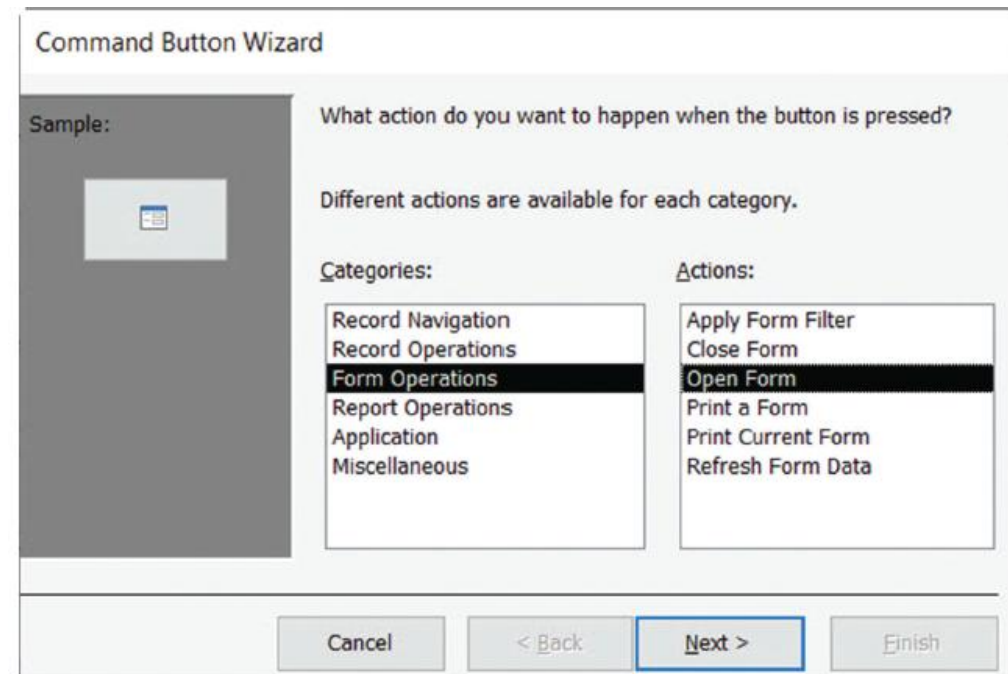 Command Button Wizard
Sample:
What action do you want to happen when the button is pressed?
Different actions are available for each category.
Categories:
Record Navigation
Record Operations
Form Operations
Report Operations
Application
Miscellaneous
Actions:
Apply Form Filter
Close Form
Open Form
Print a Form
Print Current Form
Refresh Form Data
Cancel
< Back
Next >
Finish